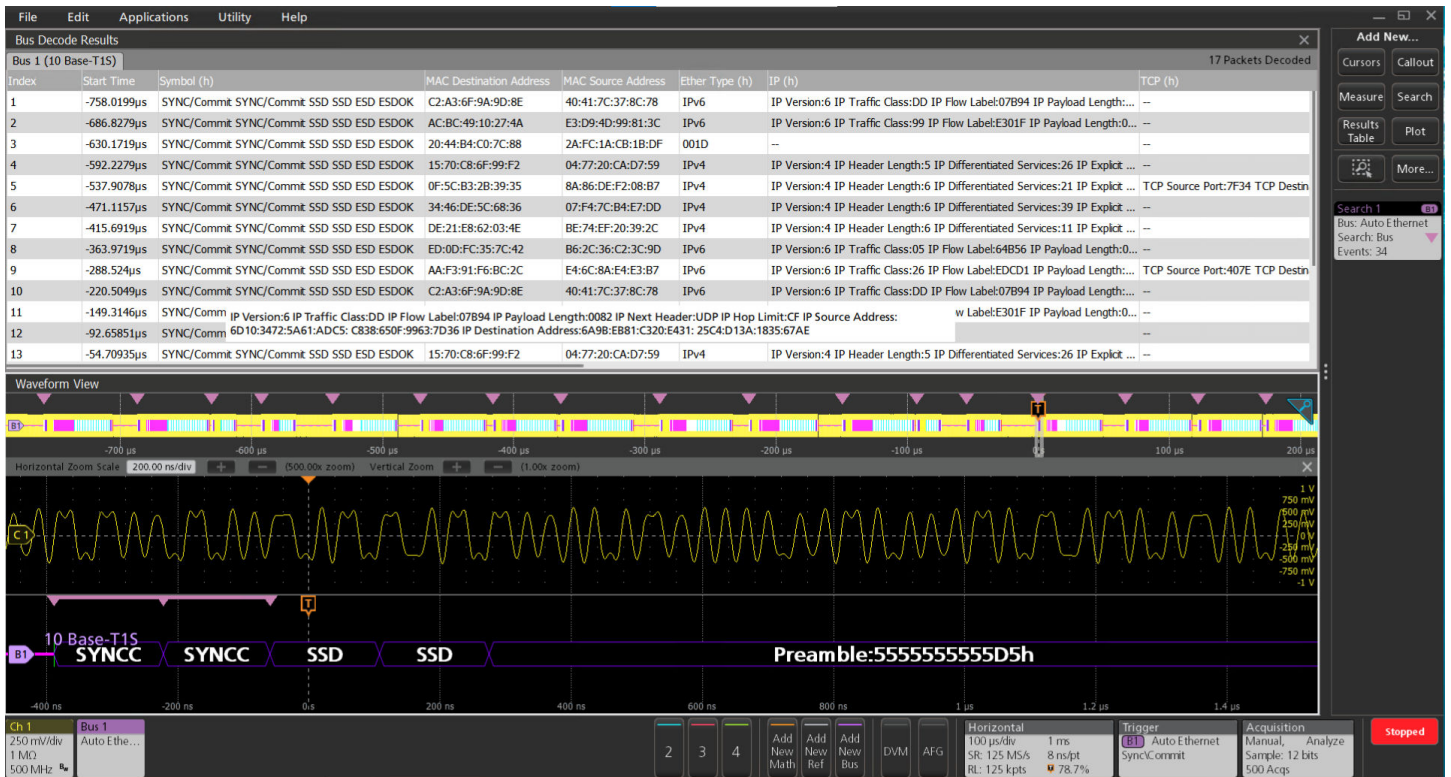 File Edit Applications Utility Help
Bus Decode Results
Bus 1 (10 Base-T1S) 17 Packets Decoded
Index Start Time Symbol (h) MAC Destination Address MAC Source Address Ether Type (h) IP (h) TCP (h)
1 -758.0199µs SYNC/Commit SYNC/Commit SSD SSD ESD ESDOK C2:A3:6F:9A:9D:8E 40:41:7C:37:8C:78 IPv6 IP Version:6 IP Traffic Class:DD IP Flow Label:07B94 IP Payload Length:... --
2 -686.8279µs SYNC/Commit SYNC/Commit SSD SSD ESD ESDOK AC:BC:49:10:27:4A E3:D9:4D:99:81:3C IPv6 IP Version:6 IP Traffic Class:99 IP Flow Label:E301F IP Payload Length:0... --
3 -630.1719µs SYNC/Commit SYNC/Commit SSD SSD ESD ESDOK 20:44:B4:C0:7C:88 2A:FC:1A:CB:1B:DF 001D -- --
4 -592.2279µs SYNC/Commit SYNC/Commit SSD SSD ESD ESDOK 15:70:C8:6F:99:F2 04:77:20:CA:D7:59 IPv4 IP Version:4 IP Header Length:5 IP Differentiated Services:26 IP Explicit ... --
5 -537.9078µs SYNC/Commit SYNC/Commit SSD SSD ESD ESDOK 0F:5C:B3:2B:39:35 8A:86:DE:F2:08:B7 IPv4 IP Version:4 IP Header Length:6 IP Differentiated Services:21 IP Explicit ... TCP Source Port:7F34 TCP Destin
6 -471.1157µs SYNC/Commit SYNC/Commit SSD SSD ESD ESDOK 34:46:DE:5C:68:36 07:F4:7C:B4:E7:DD IPv4 IP Version:4 IP Header Length:6 IP Differentiated Services:39 IP Explicit ... --
7 -415.6919µs SYNC/Commit SYNC/Commit SSD SSD ESD ESDOK DE:21:E8:62:03:4E BE:74:EF:20:39:2C IPv4 IP Version:4 IP Header Length:6 IP Differentiated Services:11 IP Explicit ... --
8 -363.9719µs SYNC/Commit SYNC/Commit SSD SSD ESD ESDOK ED:0D:FC:35:7C:42 B6:2C:36:C2:3C:9D IPv6 IP Version:6 IP Traffic Class:05 IP Flow Label:64B56 IP Payload Length:0... --
9 -288.524µs SYNC/Commit SYNC/Commit SSD SSD ESD ESDOK AA:F3:91:F6:BC:2C E4:6C:8A:E4:E3:B7 IPv6 IP Version:6 IP Traffic Class:26 IP Flow Label:EDCD1 IP Payload Length:... TCP Source Port:407E TCP Destin
10 -220.5049µs SYNC/Commit SYNC/Commit SSD SSD ESD ESDOK C2:A3:6F:9A:9D:8E 40:41:7C:37:8C:78 IPv6 IP Version:6 IP Traffic Class:DD IP Flow Label:07B94 IP Payload Length:... --
11 -149.3146µs SYNC/Comm w Label:E301F IP Payload Length:0... --
IP Version:6 IP Traffic Class:DD IP Flow Label:07B94 IP Payload Length:0082 IP Next Header:UDP IP Hop Limit:CF IP Source Address:
6D10:3472:5A61:ADC5: C838:650F:9963:7D36 IP Destination Address:6A9B:EB81:C320:E431: 25C4:D13A:1835:67AE
12 -92.65851µs SYNC/Comm --
13 -54.70935µs SYNC/Commit SYNC/Commit SSD SSD ESD ESDOK 15:70:C8:6F:99:F2 04:77:20:CA:D7:59 IPv4 IP Version:4 IP Header Length:5 IP Differentiated Services:26 IP Explicit ... --
Waveform View
T
B1
-700 µs -600 µs -500 µs -400 µs -300 µs -200 µs -100 µs 100 µs 200 µs
Horizontal Zoom Scale 200.00 ns/div (500.00x zoom) Vertical Zoom (1.00x zoom)
1 V
750 mV
500 mV
250 mV
C1 0 V
-250 mV
-500 mV
-750 mV
-1 V
T
10 Base-T1S
B1 SYNCC SYNCC SSD SSD Preamble:5555555555D5h
-400 ns -200 ns 0 s 200 ns 400 ns 600 ns 800 ns 1 µs 1.2 µs 1.4 µs
Add New...
Cursors Callout
Measure Search
Results Table Plot
More...
Search 1 B1
Bus: Auto Ethernet
Search: Bus
Events: 34
Ch 1
250 mV/div
1 MΩ
500 MHz Bw
Bus 1
Auto Ethe...
2 3 4
Add New Math
Add New Ref
Add New Bus
DVM AFG
Horizontal
100 µs/div 1 ms
SR: 125 MS/s 8 ns/pt
RL: 125 kpts 78.7%
Trigger
B1 Auto Ethernet
Sync\Commit
Acquisition
Manual, Analyze
Sample: 12 bits
500 Acqs
Stopped